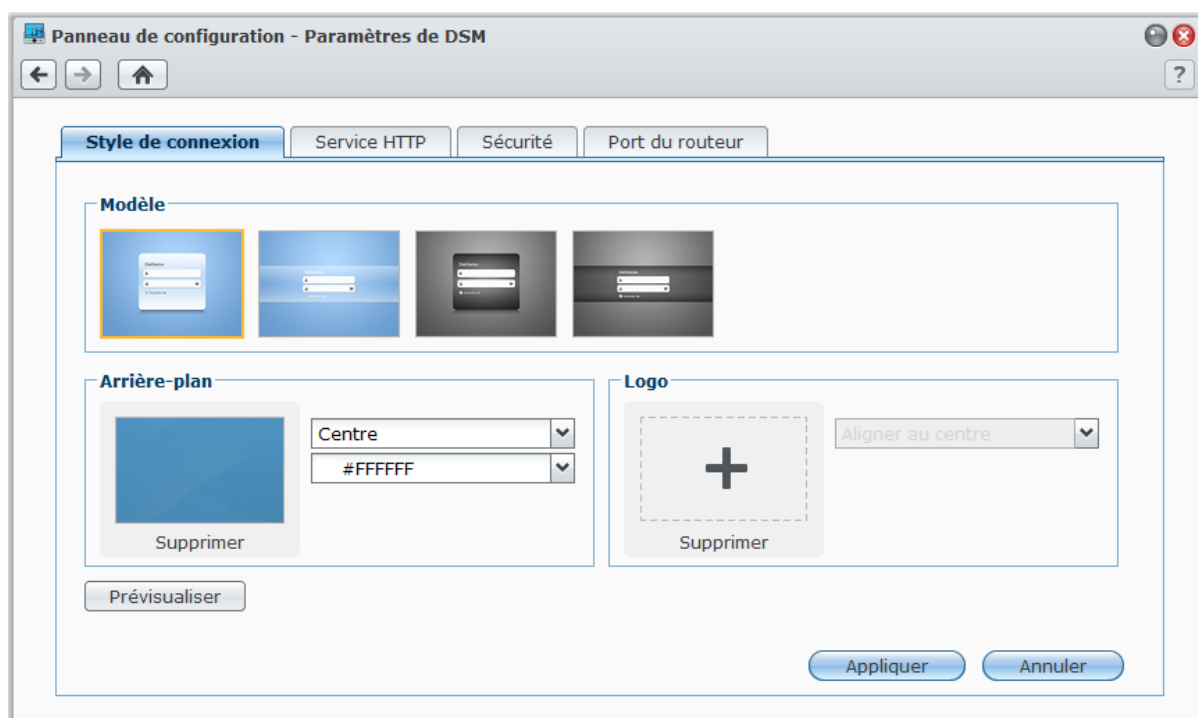 Panneau de configuration - Paramètres de DSM
?
Style de connexion
Service HTTP
Sécurité
Port du routeur
Modèle
Arrière-plan
Centre
#FFFFFF
Supprimer
Logo
Aligner au centre
Supprimer
Prévisualiser
Appliquer
Annuler